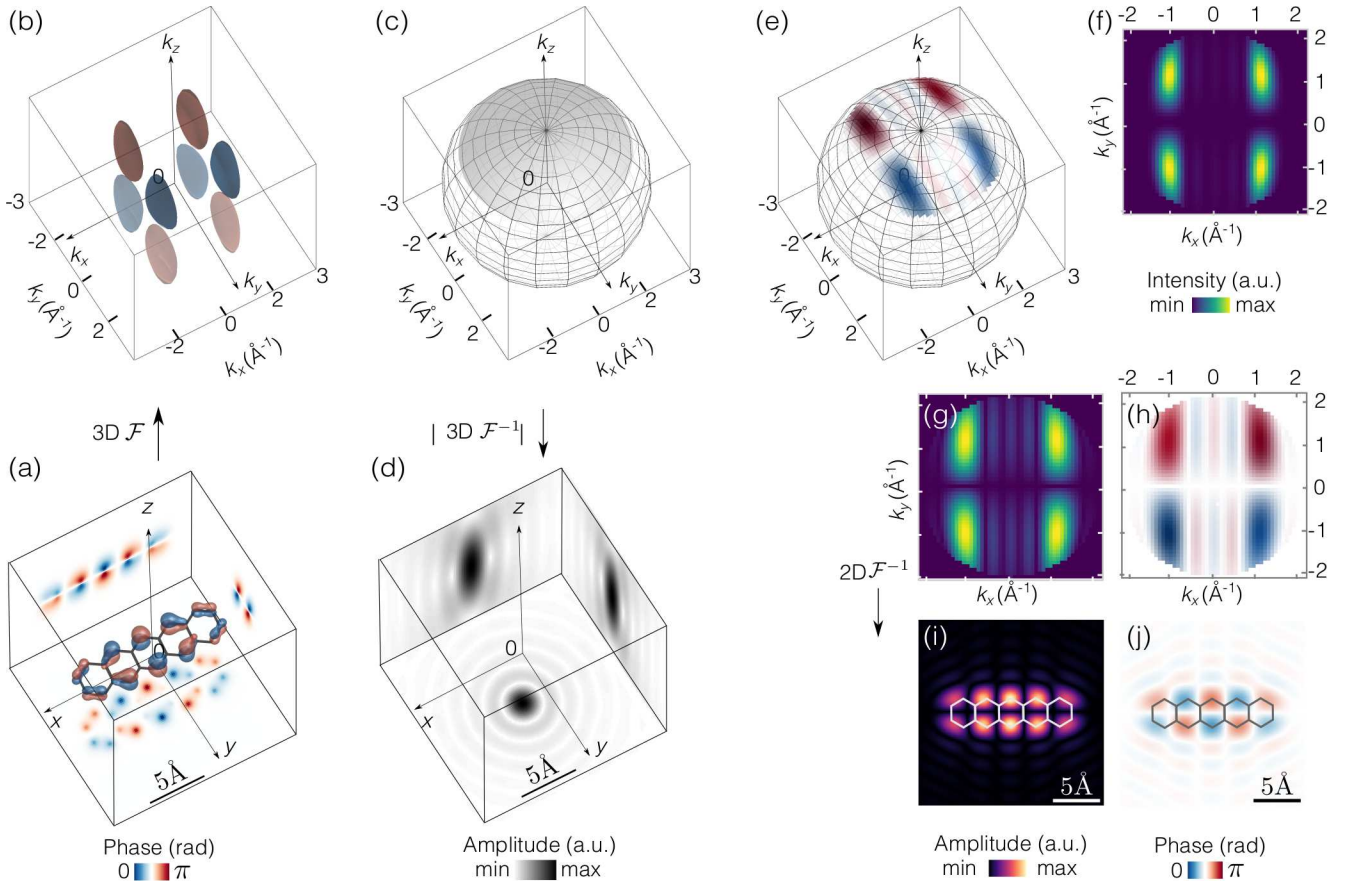 (b)
k_z
0
-3
-2
k_x
0
k_y
3
k_y(Å⁻¹)
2
2
0
-2
k_x(Å⁻¹)
(c)
k_z
0
-3
-2
k_x
0
k_y
3
k_y(Å⁻¹)
2
2
0
-2
k_x(Å⁻¹)
(e)
k_z
0
-3
-2
k_x
0
k_y
3
k_y(Å⁻¹)
2
2
0
-2
k_x(Å⁻¹)
(f)
-2 -1 0 1 2
2
1
0
-1
-2
k_y(Å⁻¹)
k_x(Å⁻¹)
Intensity (a.u.)
min max
3D ℱ
| 3D ℱ⁻¹|
(a)
z
0
x
y
5Å
Phase (rad)
0 π
(d)
z
0
x
y
5Å
Amplitude (a.u.)
min max
(g)
k_y(Å⁻¹)
k_x(Å⁻¹)
(h)
-2 -1 0 1 2
2
1
0
-1
-2
k_x(Å⁻¹)
2Dℱ⁻¹
(i)
5Å
Amplitude (a.u.)
min max
(j)
5Å
Phase (rad)
0 π